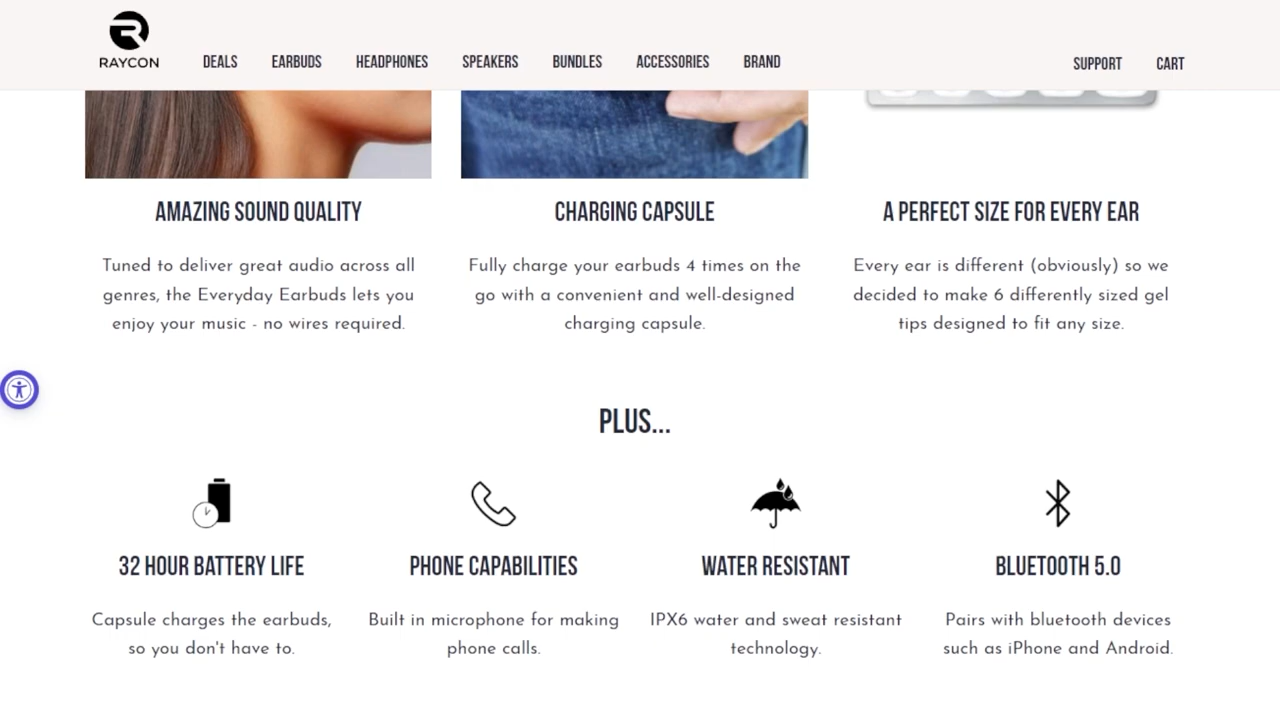 RAYCON
DEALS EARBUDS HEADPHONES SPEAKERS BUNDLES ACCESSORIES BRAND SUPPORT CART
AMAZING SOUND QUALITY
Tuned to deliver great audio across all
genres, the Everyday Earbuds lets you
enjoy your music - no wires required.
CHARGING CAPSULE
Fully charge your earbuds 4 times on the
go with a convenient and well-designed
charging capsule.
A PERFECT SIZE FOR EVERY EAR
Every ear is different (obviously) so we
decided to make 6 differently sized gel
tips designed to fit any size.
PLUS...
32 HOUR BATTERY LIFE
Capsule charges the earbuds,
so you don't have to.
PHONE CAPABILITIES
Built in microphone for making
phone calls.
WATER RESISTANT
IPX6 water and sweat resistant
technology.
BLUETOOTH 5.0
Pairs with bluetooth devices
such as iPhone and Android.